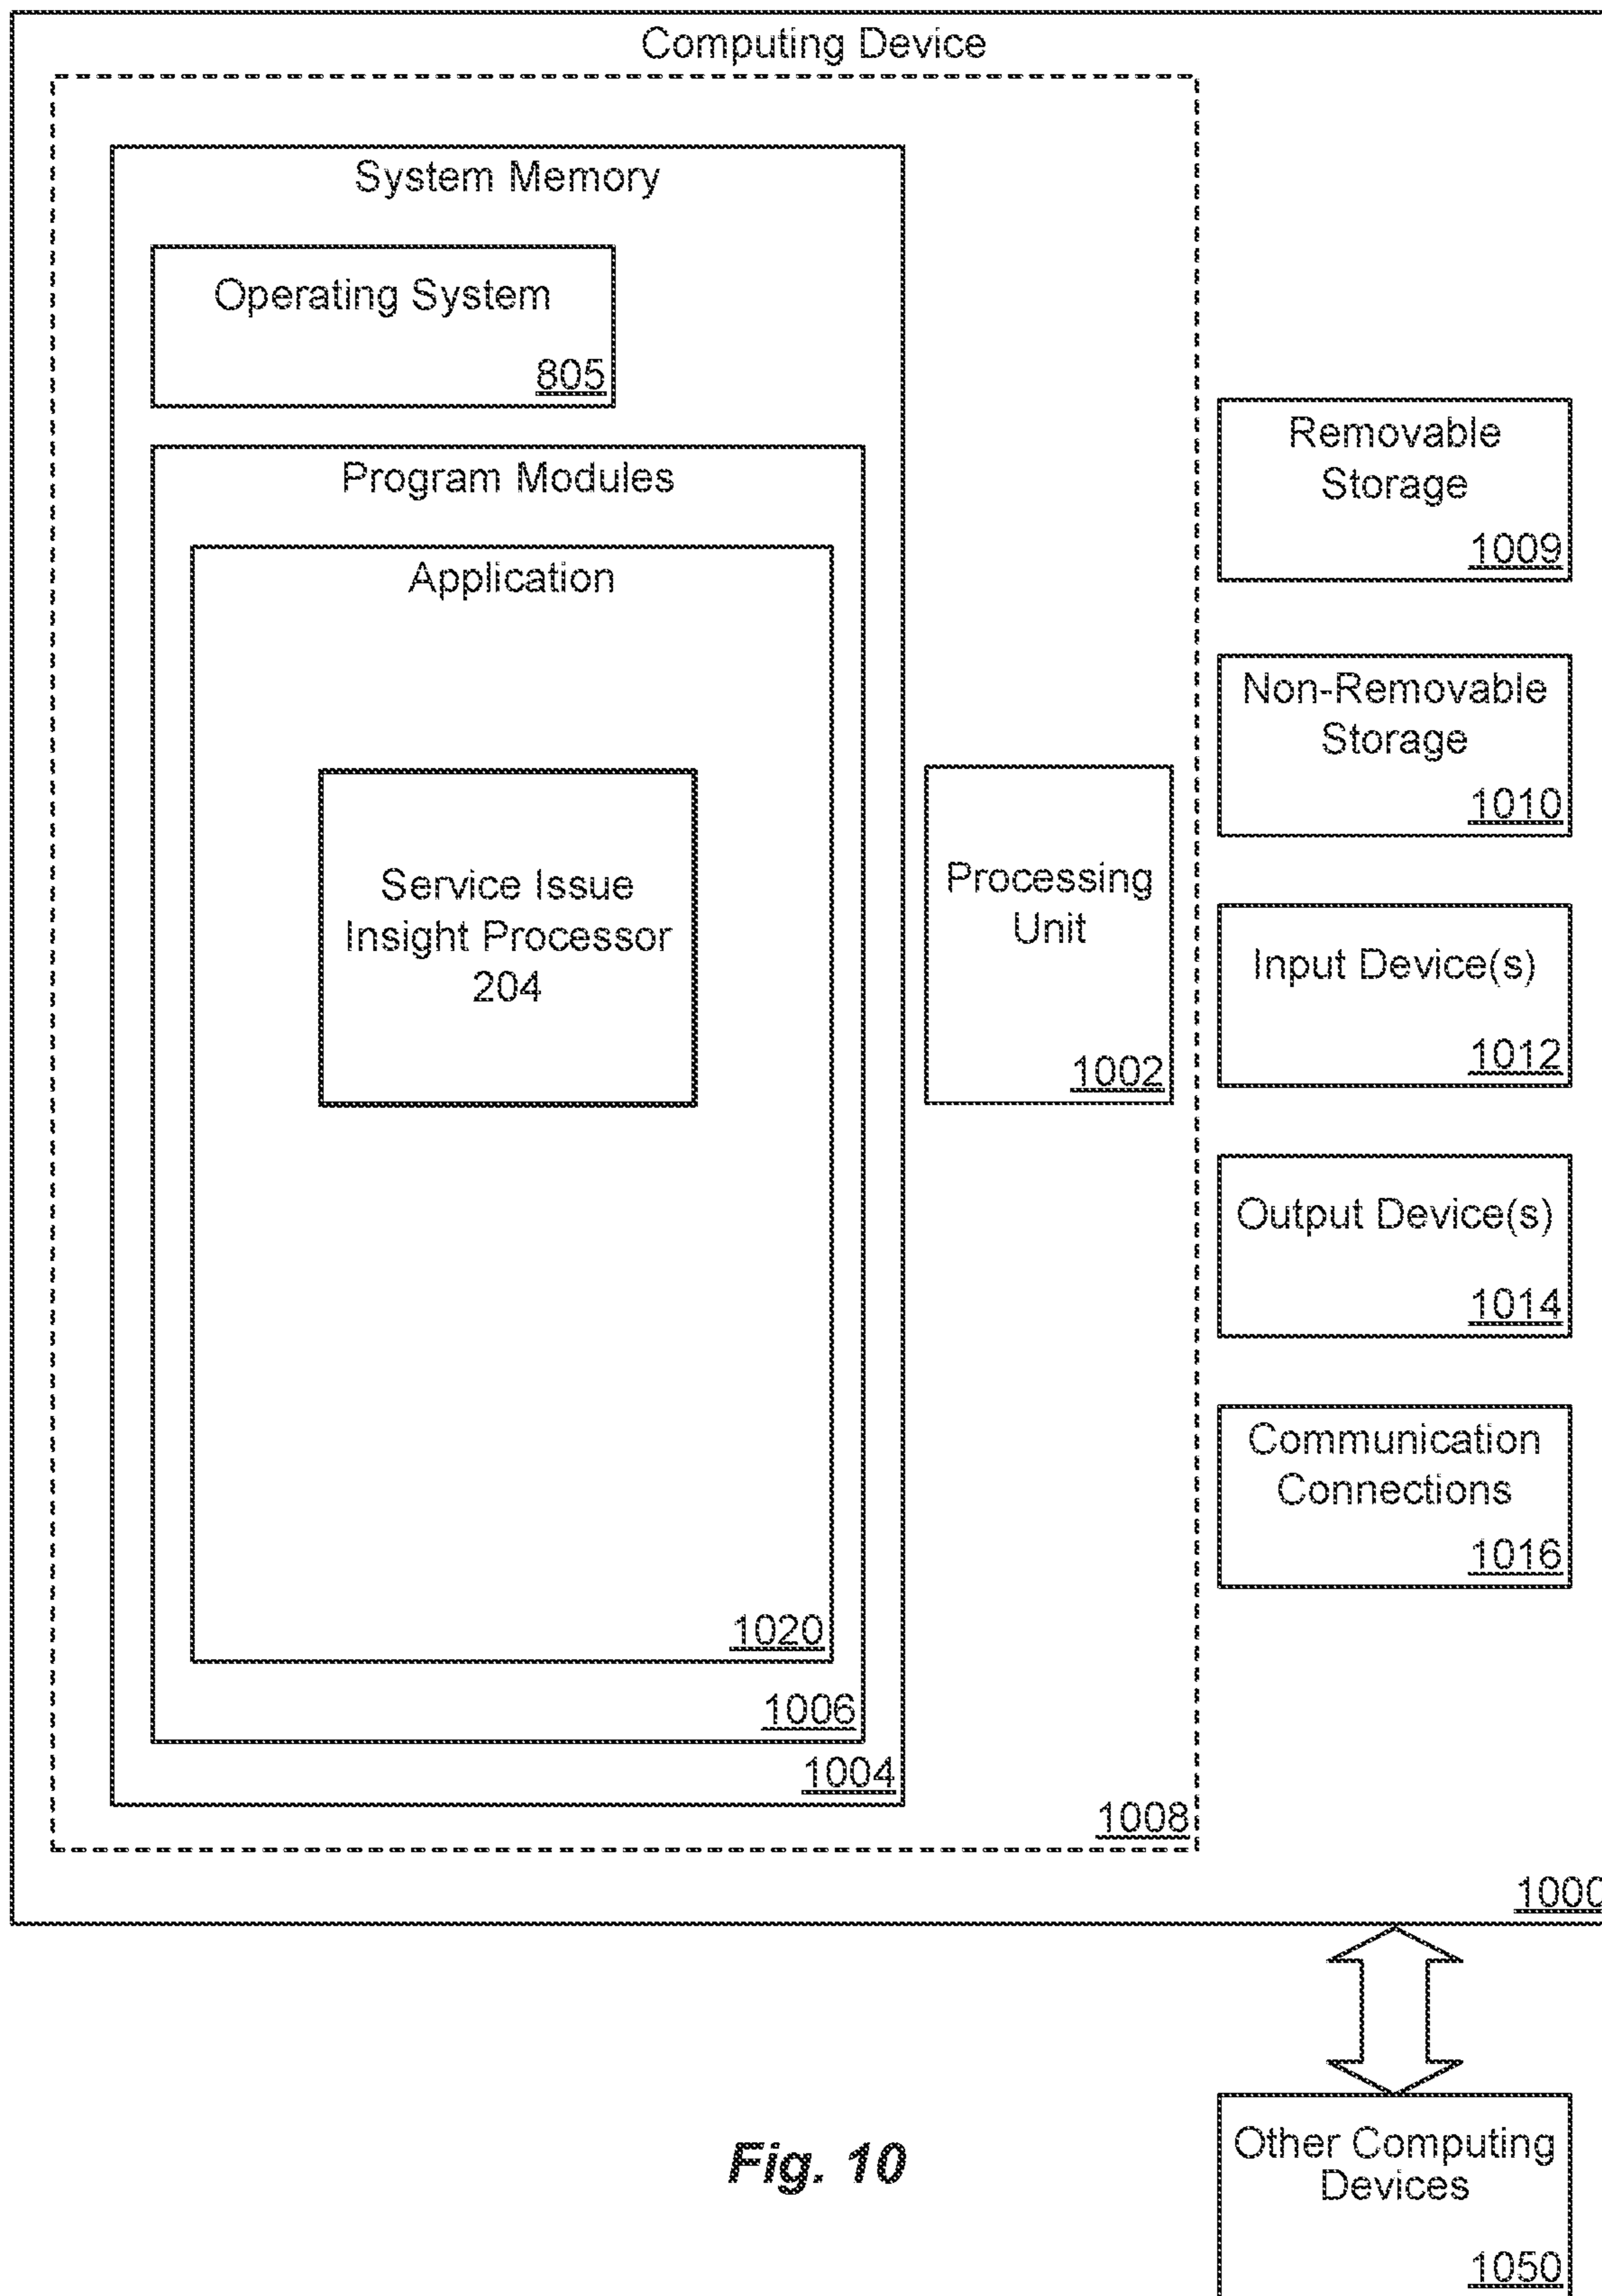 Computing Device
System Memory
Operating System
805
Program Modules
Application
Service Issue
Insight Processor
204
1020
1006
1004
Processing
Unit
1002
1008
Removable
Storage
1009
Non-Removable
Storage
1010
Input Device(s)
1012
Output Device(s)
1014
Communication
Connections
1016
1000
Other Computing
Devices
1050
Fig. 10